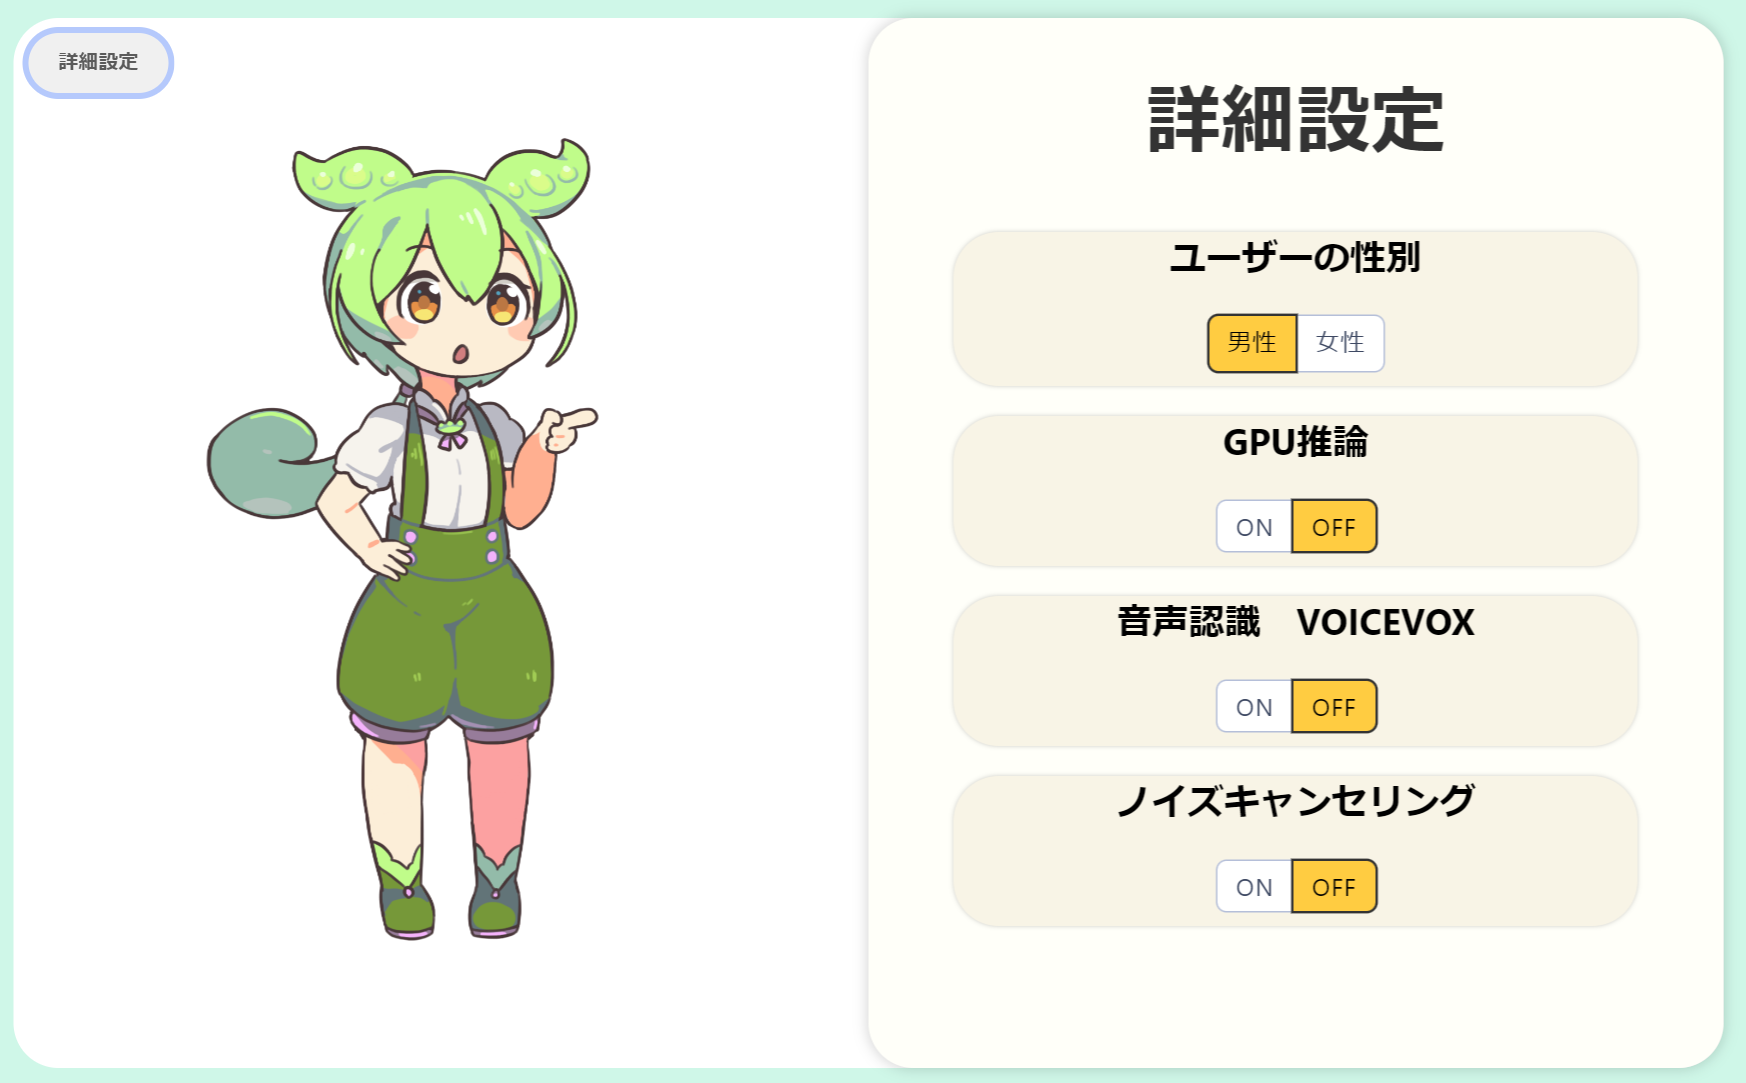 詳細設定
詳細設定
ユーザーの性別
男性 女性
GPU推論
ON OFF
音声認識　VOICEVOX
ON OFF
ノイズキャンセリング
ON OFF